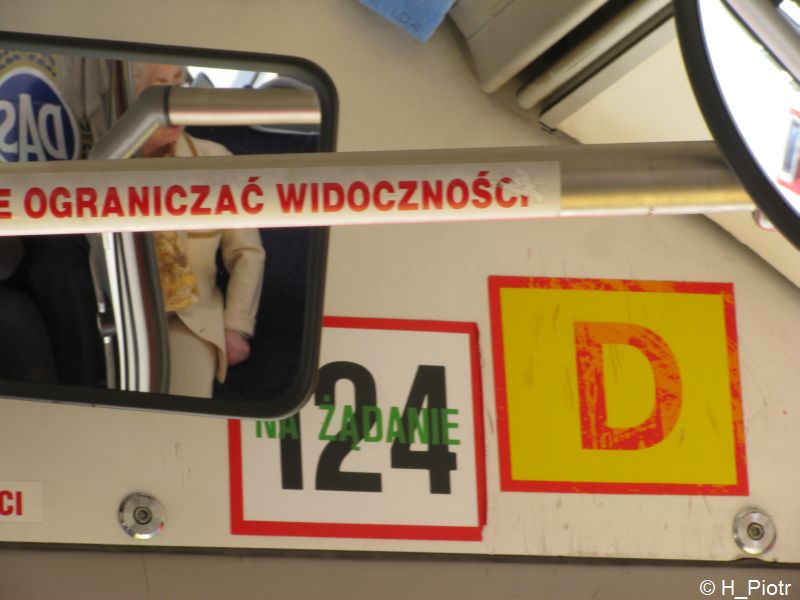 E OGRANICZAĆ WIDOCZNOŚCI
124
NA ŻĄDANIE
D
CI
© H_Piotr